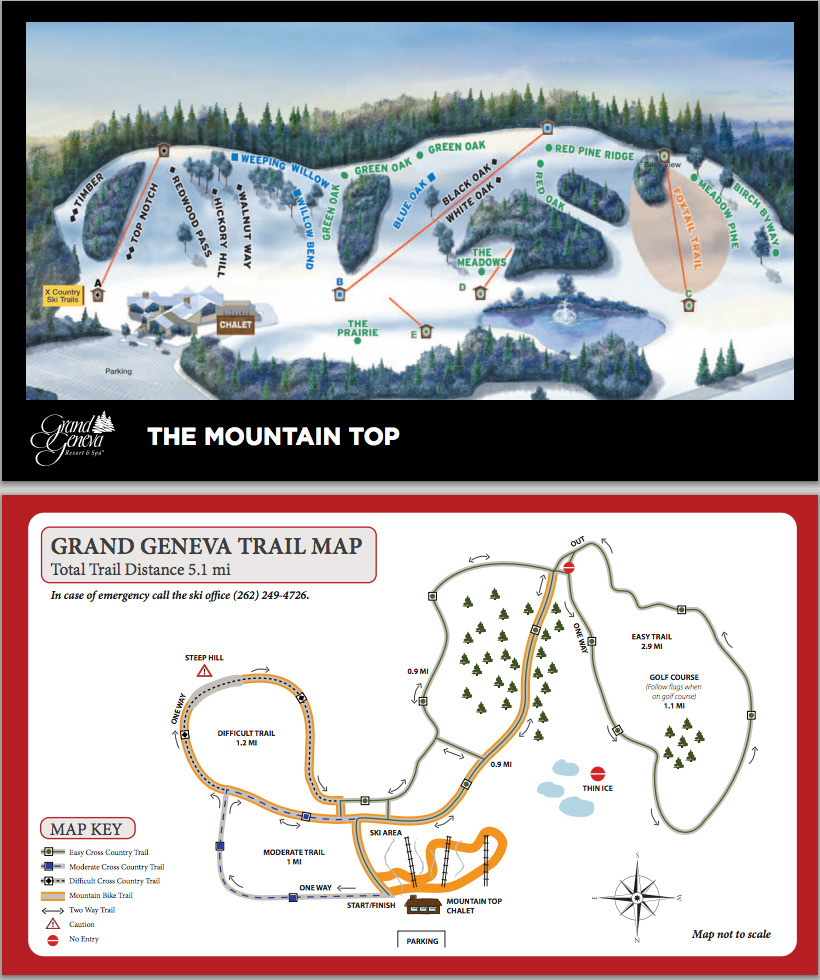 TIMBER
TOP NOTCH
REDWOOD PASS
HICKORY HILL
WALNUT WAY
WEEPING WILLOW
WILLOW BEND
GREEN OAK
GREEN OAK
GREEN OAK
BLUE OAK
BLACK OAK
WHITE OAK
RED OAK
RED PINE RIDGE
Back View
FOXTAIL TRAIL
MEADOW PINE
BIRCH BYWAY
THE
MEADOWS
A
B
C
D
E
X Country
Ski Trails
CHALET
THE
PRAIRIE
Parking
Grand
Geneva
Resort & Spa
THE MOUNTAIN TOP
GRAND GENEVA TRAIL MAP
Total Trail Distance 5.1 mi
In case of emergency call the ski office (262) 249-4726.
OUT
ONE WAY
EASY TRAIL
2.9 MI
GOLF COURSE
(Follow flags when
on golf course)
1.1 MI
STEEP HILL
ONE WAY
DIFFICULT TRAIL
1.2 MI
0.9 MI
0.9 MI
THIN ICE
SKI AREA
MODERATE TRAIL
1 MI
ONE WAY
START/FINISH
MOUNTAIN TOP
CHALET
PARKING
MAP KEY
Easy Cross Country Trail
Moderate Cross Country Trail
Difficult Cross Country Trail
Mountain Bike Trail
Two Way Trail
Caution
No Entry
S
N
Map not to scale